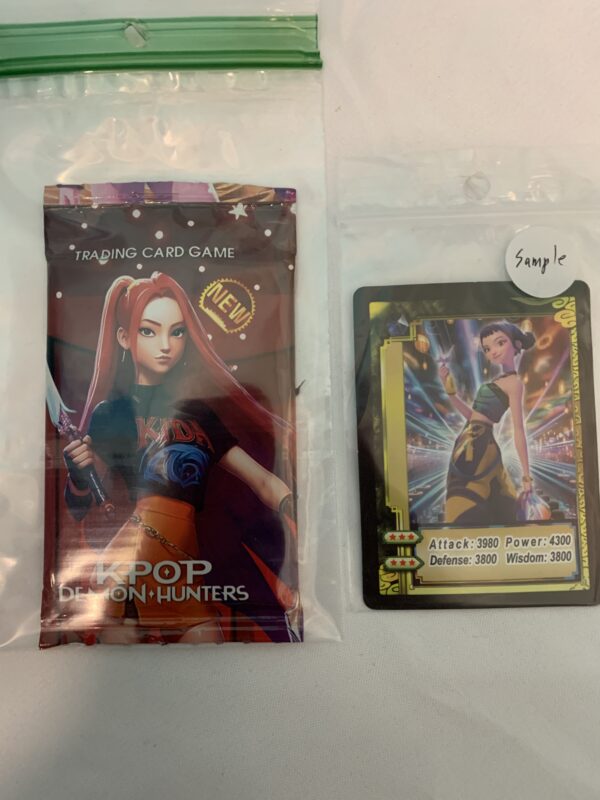 TRADING CARD GAME
NEW
KPOP
DEMON HUNTERS
Sample
Attack: 3980 Power: 4300
Defense: 3800 Wisdom: 3800